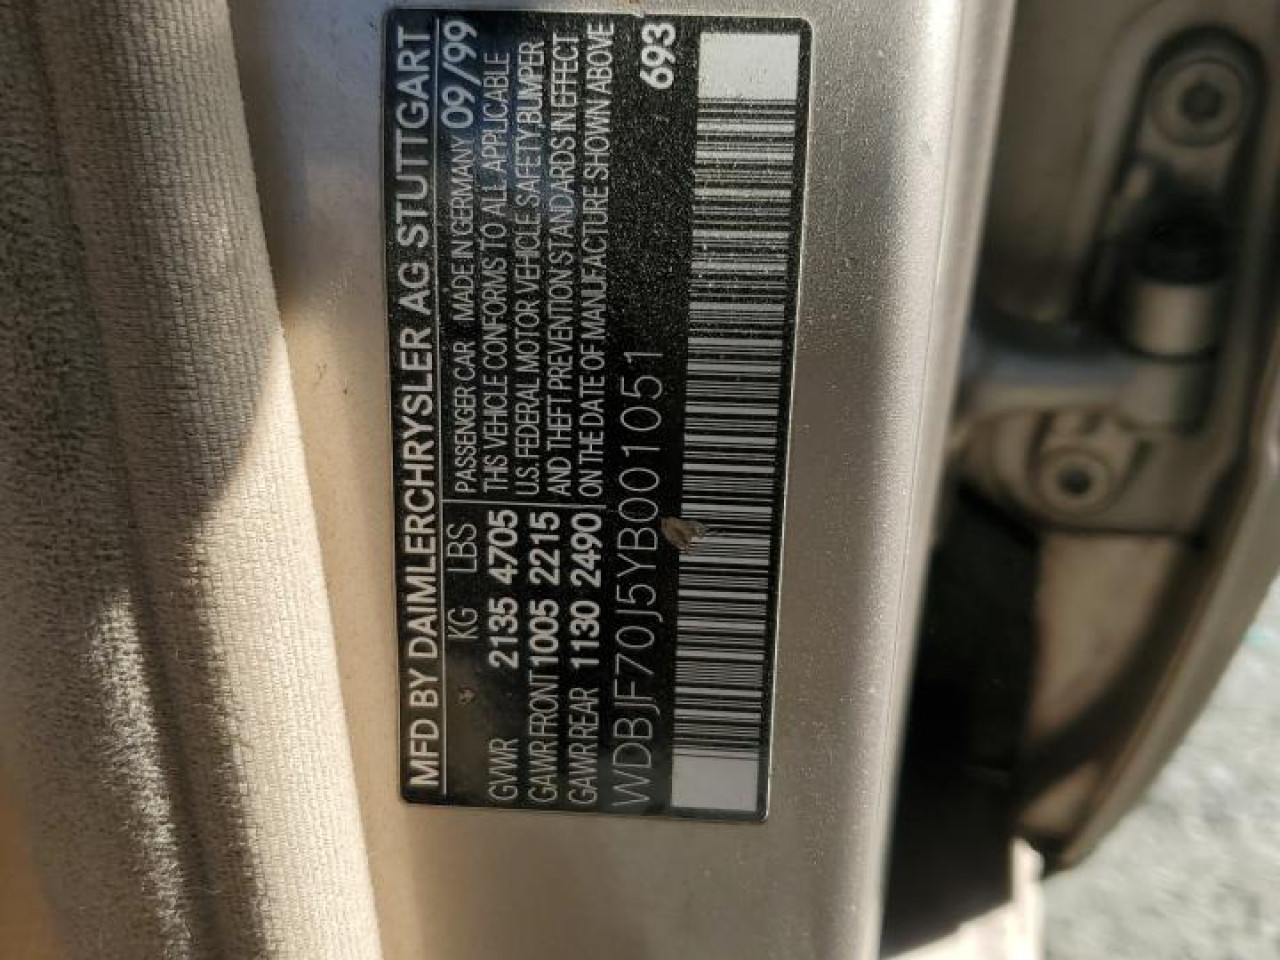 MFD BY DAIMLERCHRYSLER AG STUTTGART
KG LBS PASSENGER CAR MADE IN GERMANY 09/99
GVWR 2135 4705 THIS VEHICLE CONFORMS TO ALL APPLICABLE
U.S. FEDERAL MOTOR VEHICLE SAFETY,BUMPER
GAWR FRONT 1005 2215 AND THEFT PREVENTION STANDARDS IN EFFECT
GAWR REAR 1130 2490 ON THE DATE OF MANUFACTURE SHOWN ABOVE
WDBJF70J5YB001051 693